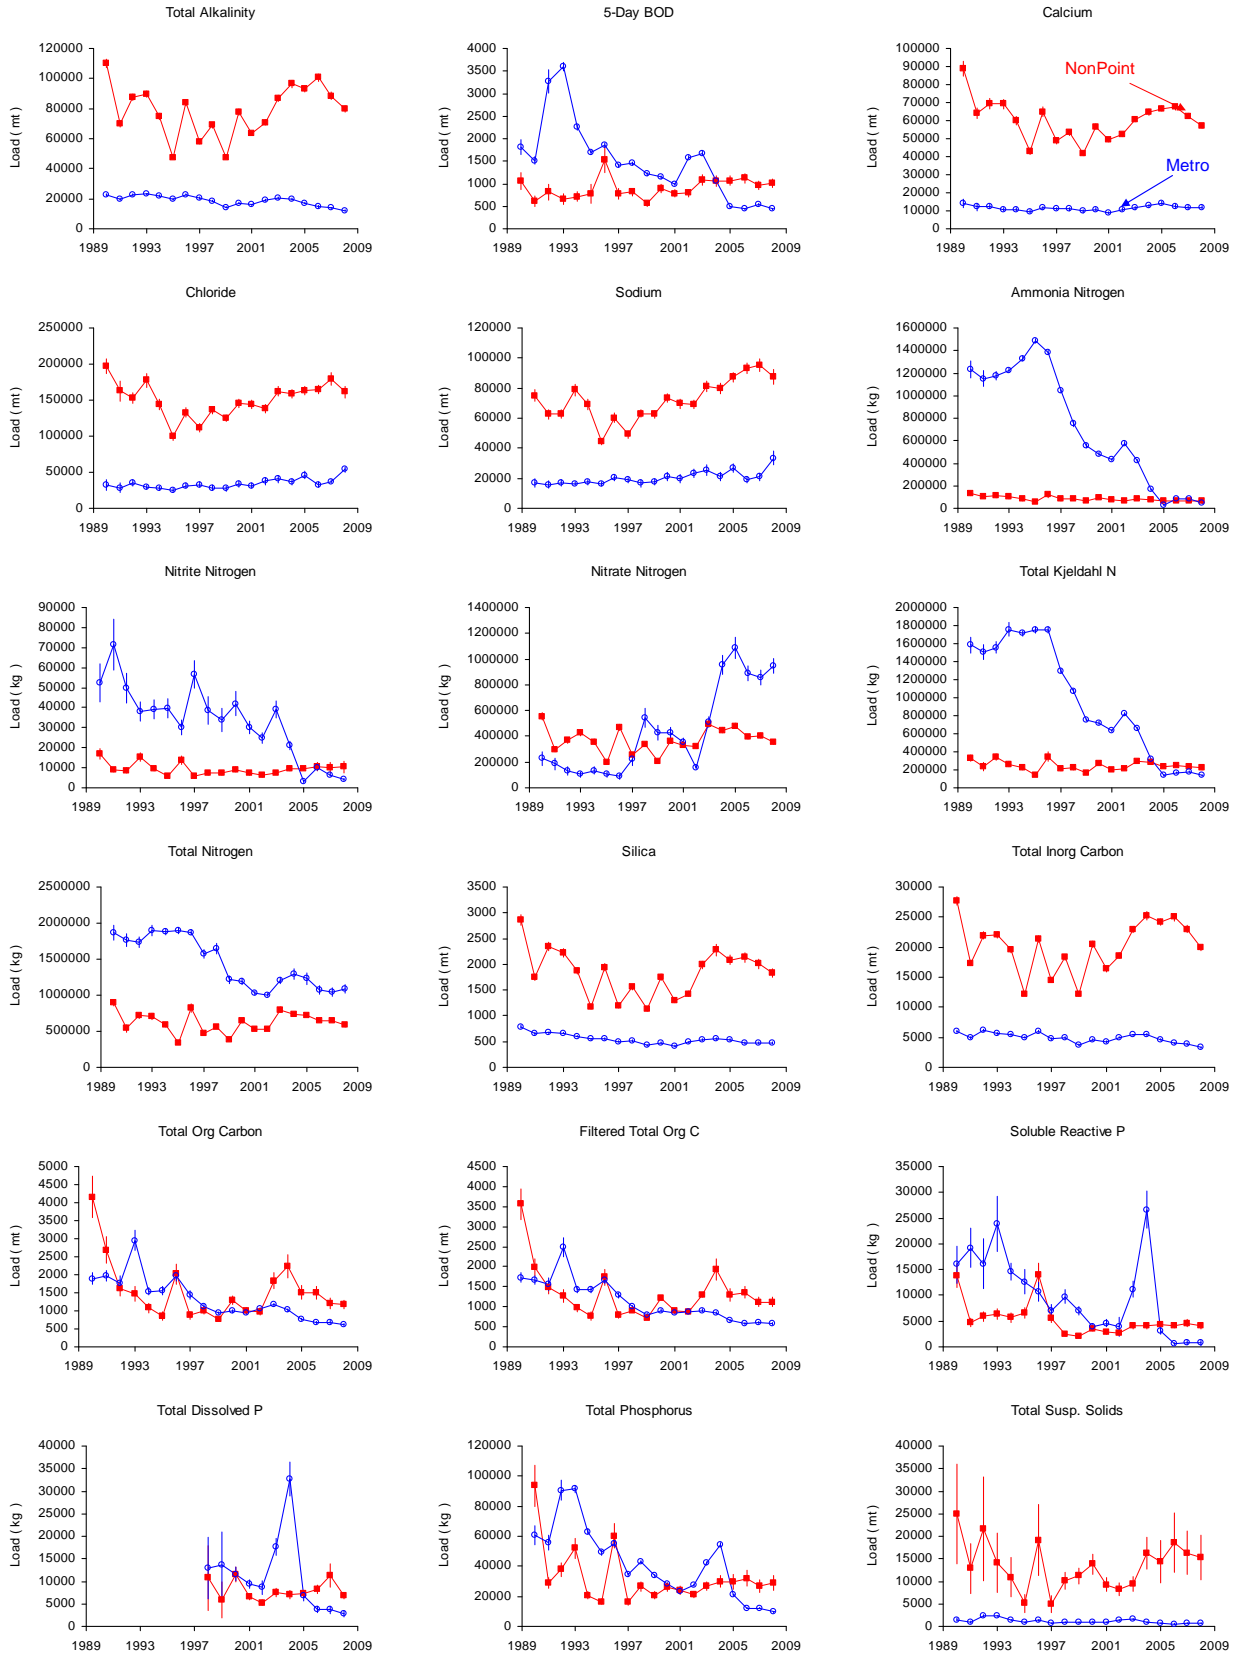 Total Alkalinity
Load ( mt)
120000
100000
80000
60000
40000
20000
0
1989 1993 1997 2001 2005 2009
5-Day BOD
Load ( mt)
4000
3500
3000
2500
2000
1500
1000
500
0
1989 1993 1997 2001 2005 2009
Calcium
Load ( mt)
100000
90000
80000
70000
60000
50000
40000
30000
20000
10000
0
NonPoint
Metro
1989 1993 1997 2001 2005 2009
Chloride
Load ( mt)
250000
200000
150000
100000
50000
0
1989 1993 1997 2001 2005 2009
Sodium
Load ( mt)
120000
100000
80000
60000
40000
20000
0
1989 1993 1997 2001 2005 2009
Ammonia Nitrogen
Load ( kg)
1600000
1400000
1200000
1000000
800000
600000
400000
200000
0
1989 1993 1997 2001 2005 2009
Nitrite Nitrogen
Load ( kg)
90000
80000
70000
60000
50000
40000
30000
20000
10000
0
1989 1993 1997 2001 2005 2009
Nitrate Nitrogen
Load ( kg)
1400000
1200000
1000000
800000
600000
400000
200000
0
1989 1993 1997 2001 2005 2009
Total Kjeldahl N
Load ( kg )
2000000
1800000
1600000
1400000
1200000
1000000
800000
600000
400000
200000
0
1989 1993 1997 2001 2005 2009
Total Nitrogen
Load ( kg)
2500000
2000000
1500000
1000000
500000
0
1989 1993 1997 2001 2005 2009
Silica
Load ( mt)
3500
3000
2500
2000
1500
1000
500
0
1989 1993 1997 2001 2005 2009
Total Inorg Carbon
Load ( mt)
30000
25000
20000
15000
10000
5000
0
1989 1993 1997 2001 2005 2009
Total Org Carbon
Load ( mt)
5000
4500
4000
3500
3000
2500
2000
1500
1000
500
0
1989 1993 1997 2001 2005 2009
Filtered Total Org C
Load ( mt )
4500
4000
3500
3000
2500
2000
1500
1000
500
0
1989 1993 1997 2001 2005 2009
Soluble Reactive P
Load ( kg )
35000
30000
25000
20000
15000
10000
5000
0
1989 1993 1997 2001 2005 2009
Total Dissolved P
Load ( kg)
40000
35000
30000
25000
20000
15000
10000
5000
0
1989 1993 1997 2001 2005 2009
Total Phosphorus
Load ( kg)
120000
100000
80000
60000
40000
20000
0
1989 1993 1997 2001 2005 2009
Total Susp. Solids
Load ( mt)
40000
35000
30000
25000
20000
15000
10000
5000
0
1989 1993 1997 2001 2005 2009